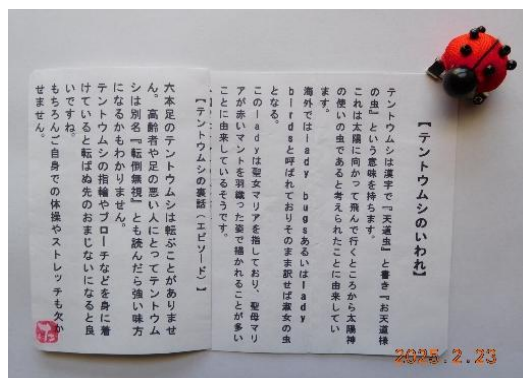 【テントウムシのいわれ】
テントウムシは漢字で『天道虫』と書き『お天道様
の虫』という意味を持ちます。
これは太陽に向かって飛んで行くところから太陽神
の使いの虫であると考えられたことに由来してい
ます。
海外ではlady bugsあるいはlady
birdsと呼ばれておりそのまま訳せば淑女の虫
となる。
このladyは聖女マリアを指しており、聖母マリ
アが赤いマントを羽織った姿で描かれることが多い
ことに由来しているそうです。
【テントウムシの裏話(エピソード)】
六本足のテントウムシは転ぶことがありませ
ん。高齢者や足の悪い人にとってテントウム
シは別名『転倒無視』とも読んだら強い味方
になるかもわかりません。
テントウムシの指輪やブローチなどを身に着
けていると転ばぬ先のおまじないになると良
いですね。
もちろんご自身での体操やストレッチも欠か
せません。
2025.2.23